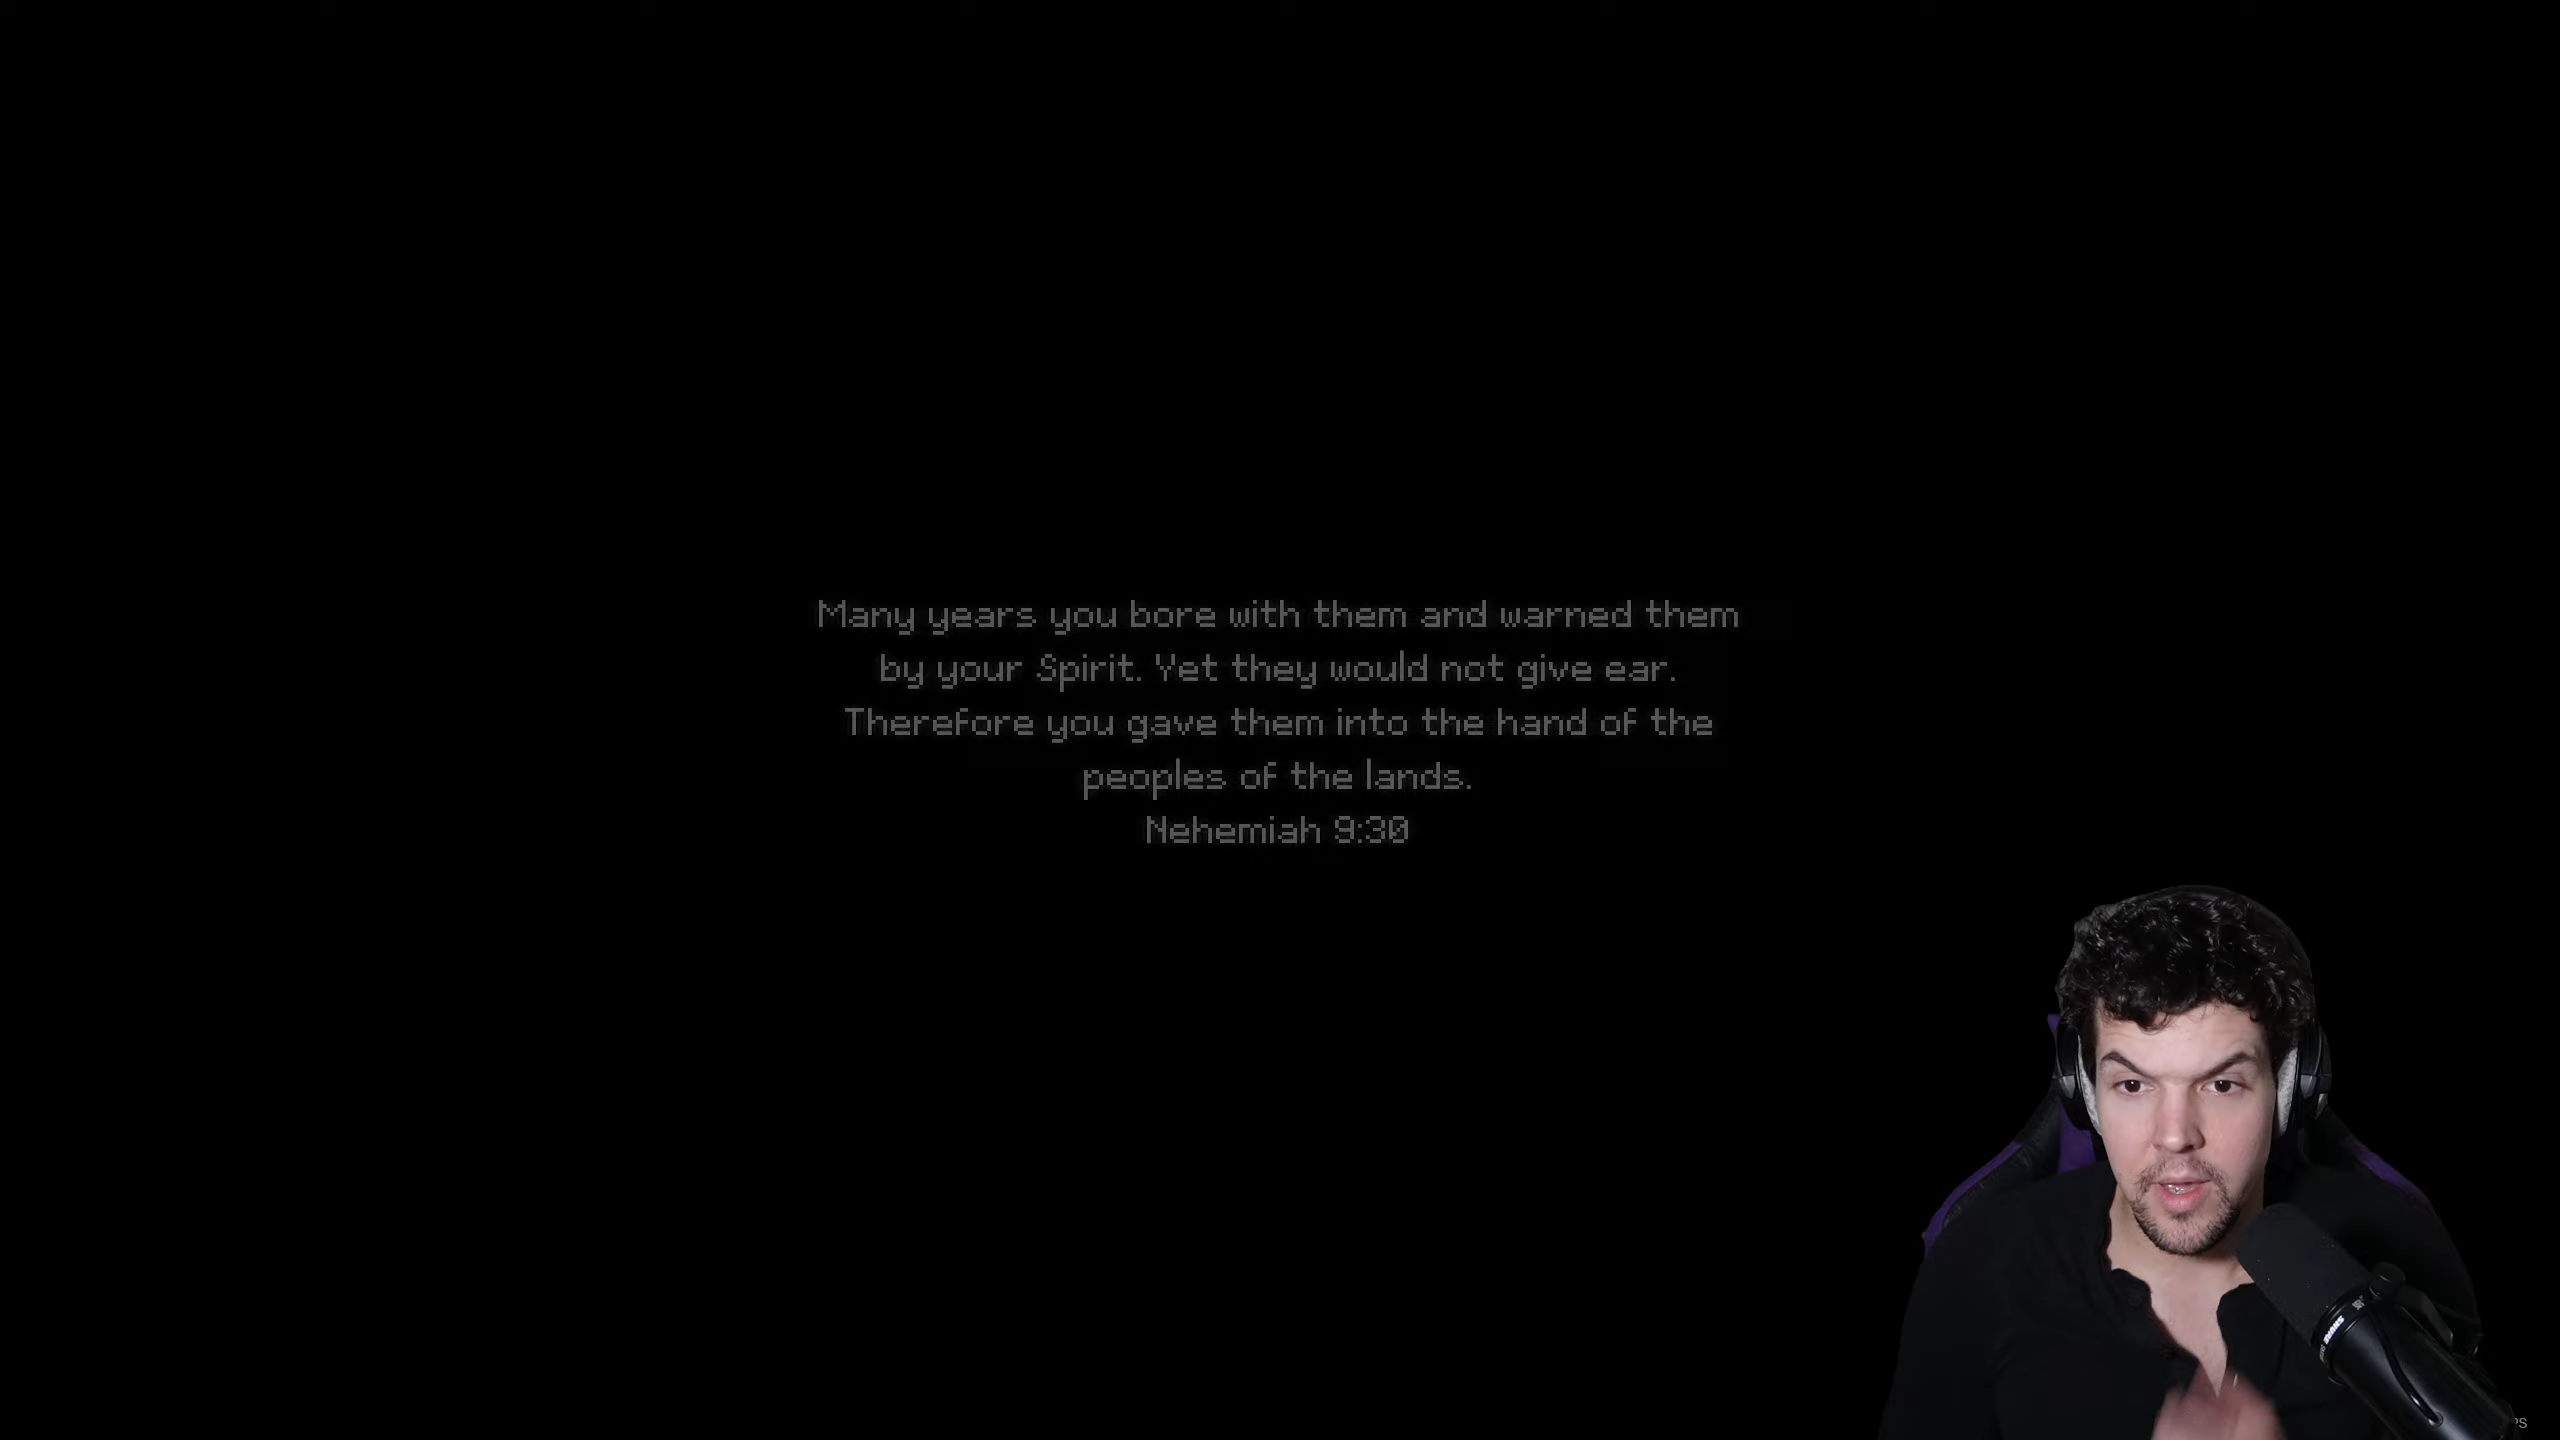 Many years you bore with them and warned them
by your Spirit. Yet they would not give ear.
Therefore you gave them into the hand of the
peoples of the lands.
Nehemiah 9:30
SHURE